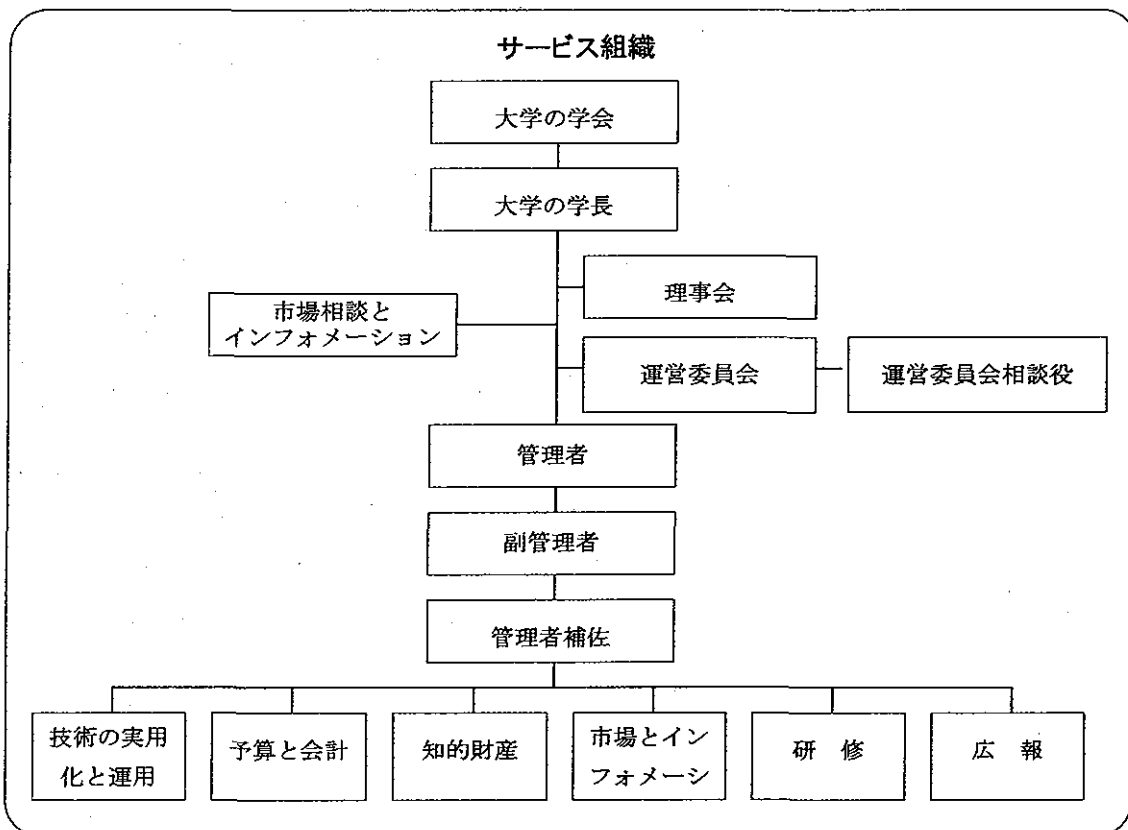 サービス組織
大学の学会
大学の学長
理事会
市場相談と
インフォメーション
運営委員会
運営委員会相談役
管理者
副管理者
管理者補佐
技術の実用
化と運用
予算と会計
知的財産
市場とイン
フォメーシ
研 修
広 報